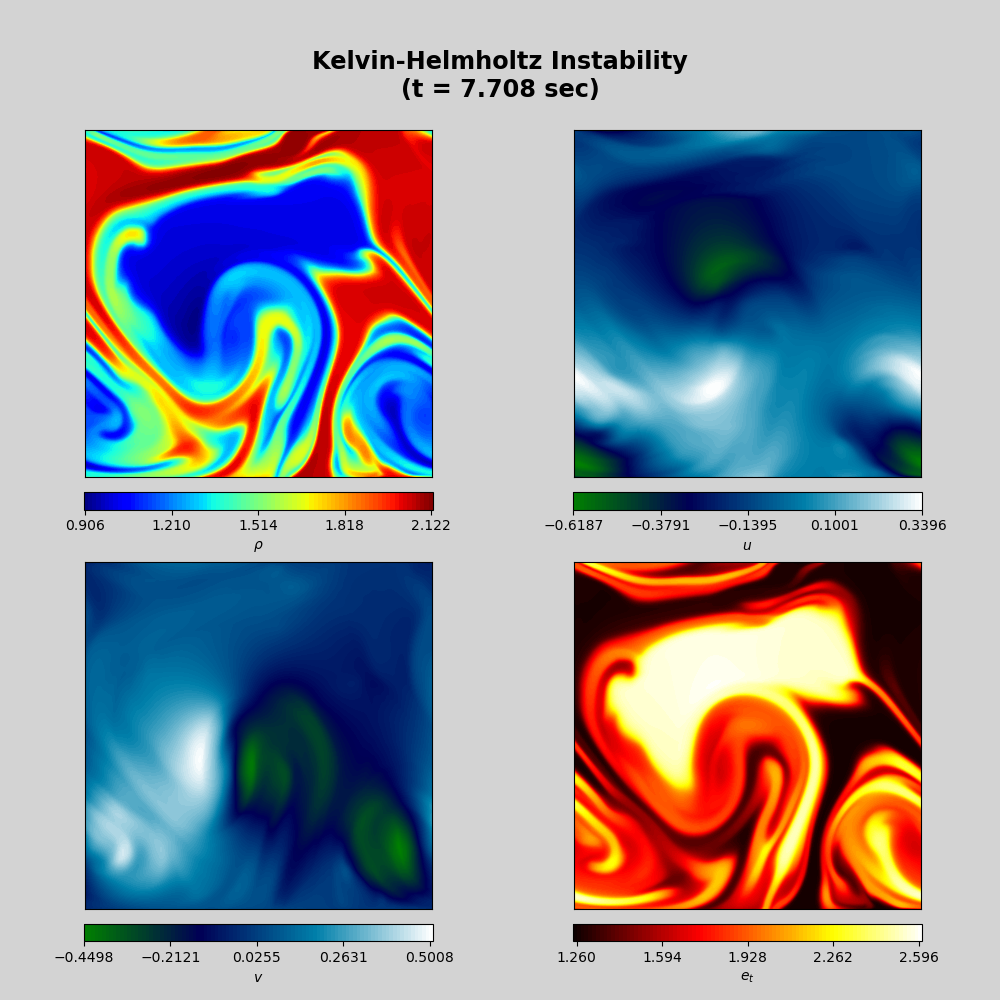 Kelvin-Helmholtz Instability
(t = 7.708 sec)
0.906 1.210 1.514 1.818 2.122
ρ
−0.6187 −0.3791 −0.1395 0.1001 0.3396
u
−0.4498 −0.2121 0.0255 0.2631 0.5008
v
1.260 1.594 1.928 2.262 2.596
eₜ